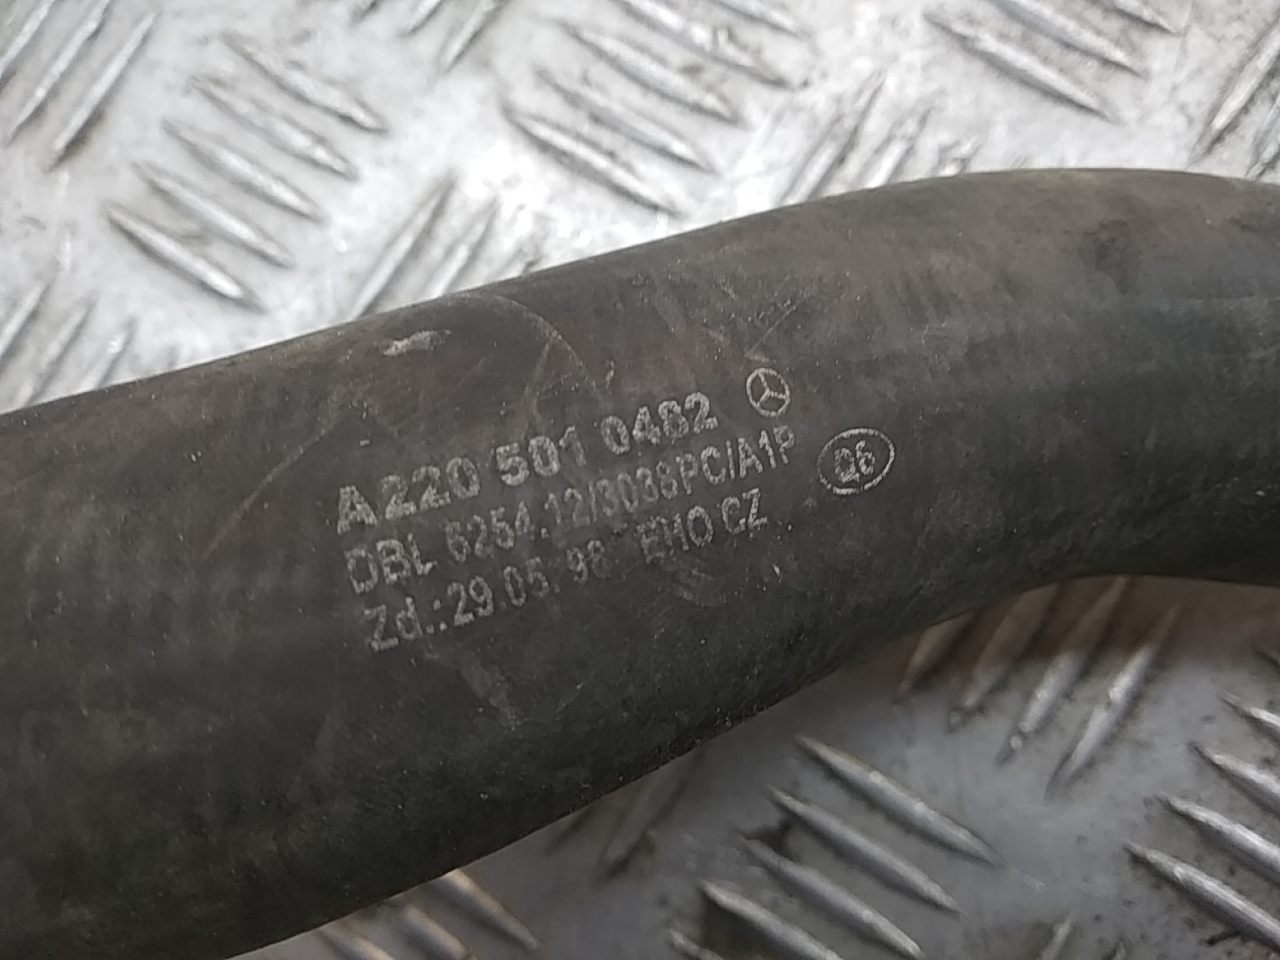 A220 501 0482
DBL 6254.12/3038PC/A1P Q6
Zd.:29.05.98 EHO CZ